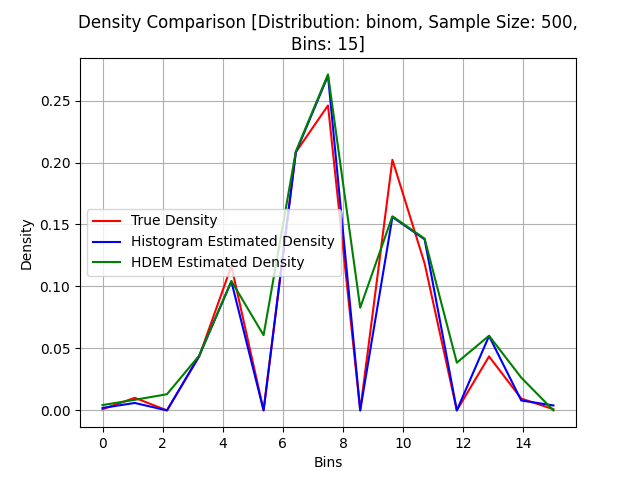 Density Comparison [Distribution: binom, Sample Size: 500,
Bins: 15]
0.25
0.20
0.15
0.10
0.05
0.00
Density
True Density
Histogram Estimated Density
HDEM Estimated Density
0 2 4 6 8 10 12 14
Bins